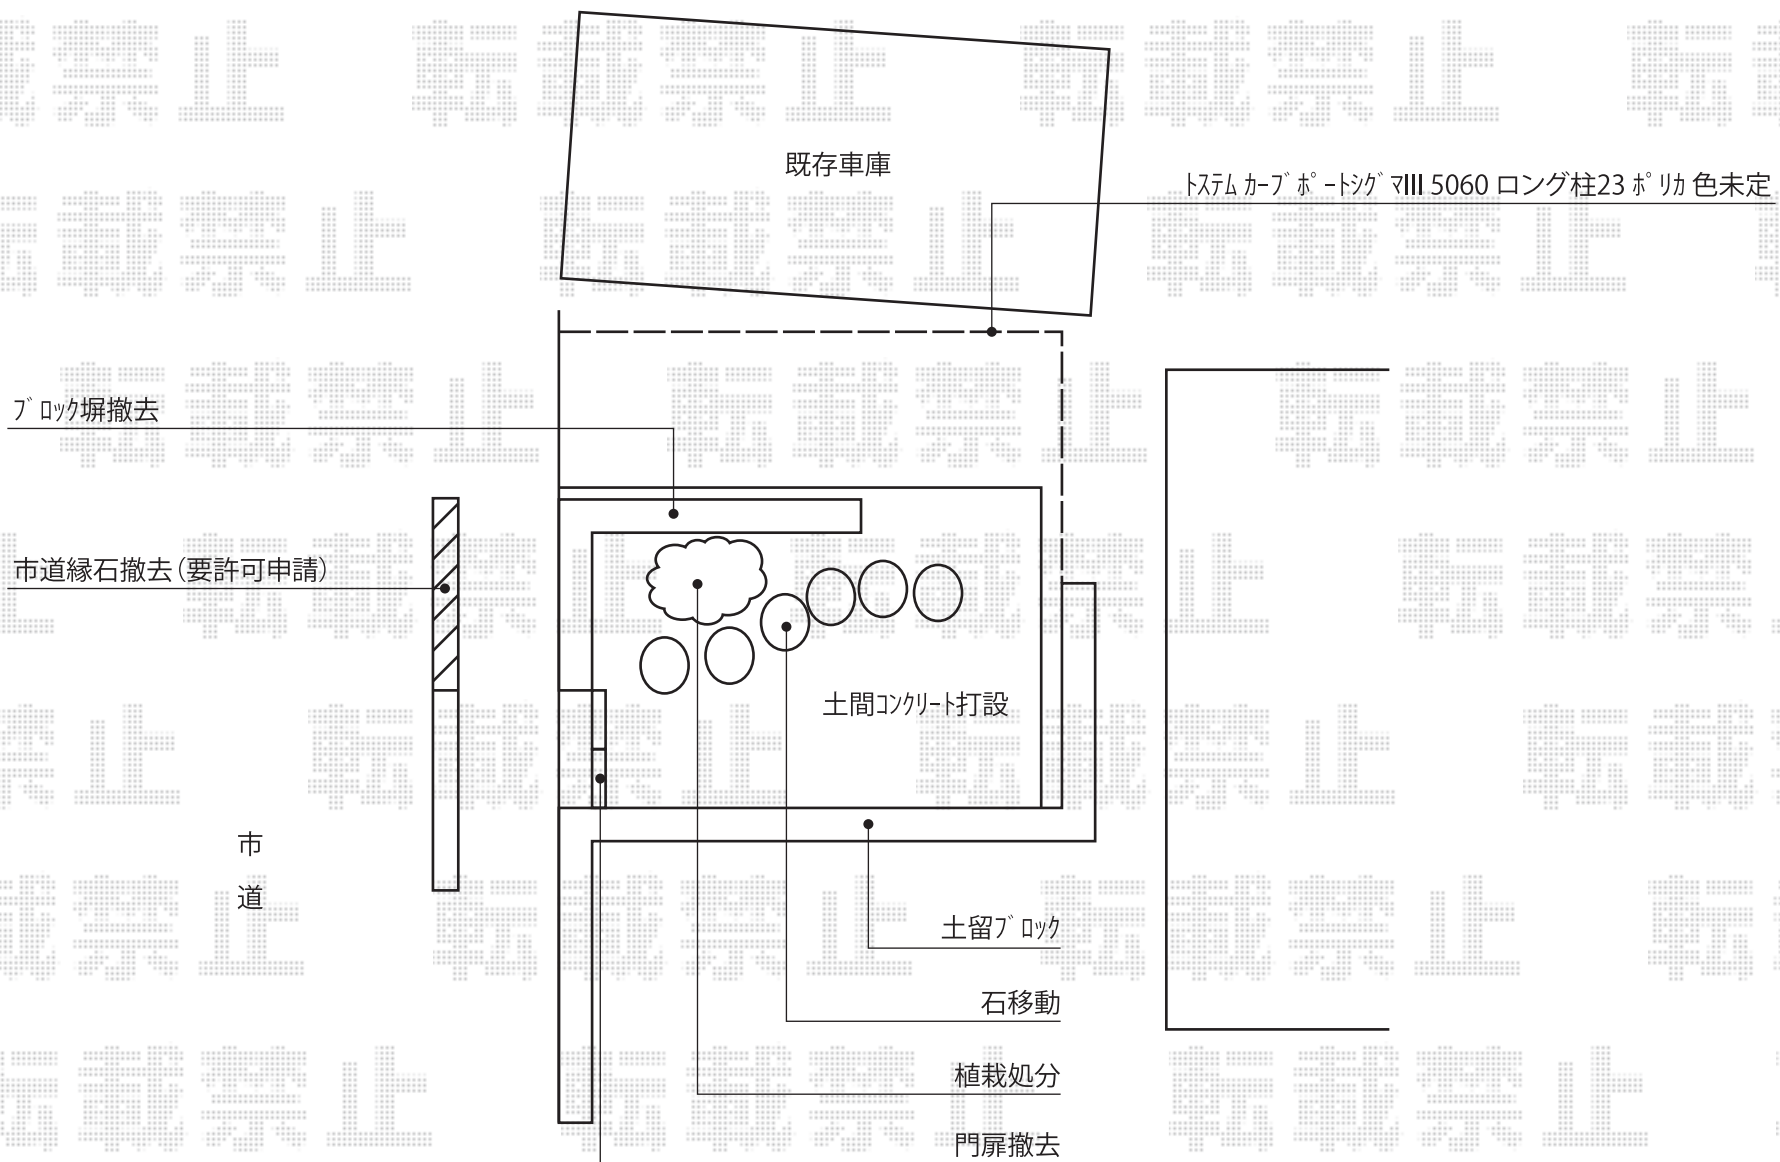 既存車庫
ﾄｽﾃﾑ ｶｰﾌﾞﾎﾟｰﾄｼｸﾞﾏIII 5060 ロング柱23 ﾎﾟﾘｶ 色未定
ﾌﾞﾛｯｸ塀撤去
市道縁石撤去(要許可申請)
土間ｺﾝｸﾘｰﾄ打設
市
道
土留ﾌﾞﾛｯｸ
石移動
植栽処分
門扉撤去
転載禁止